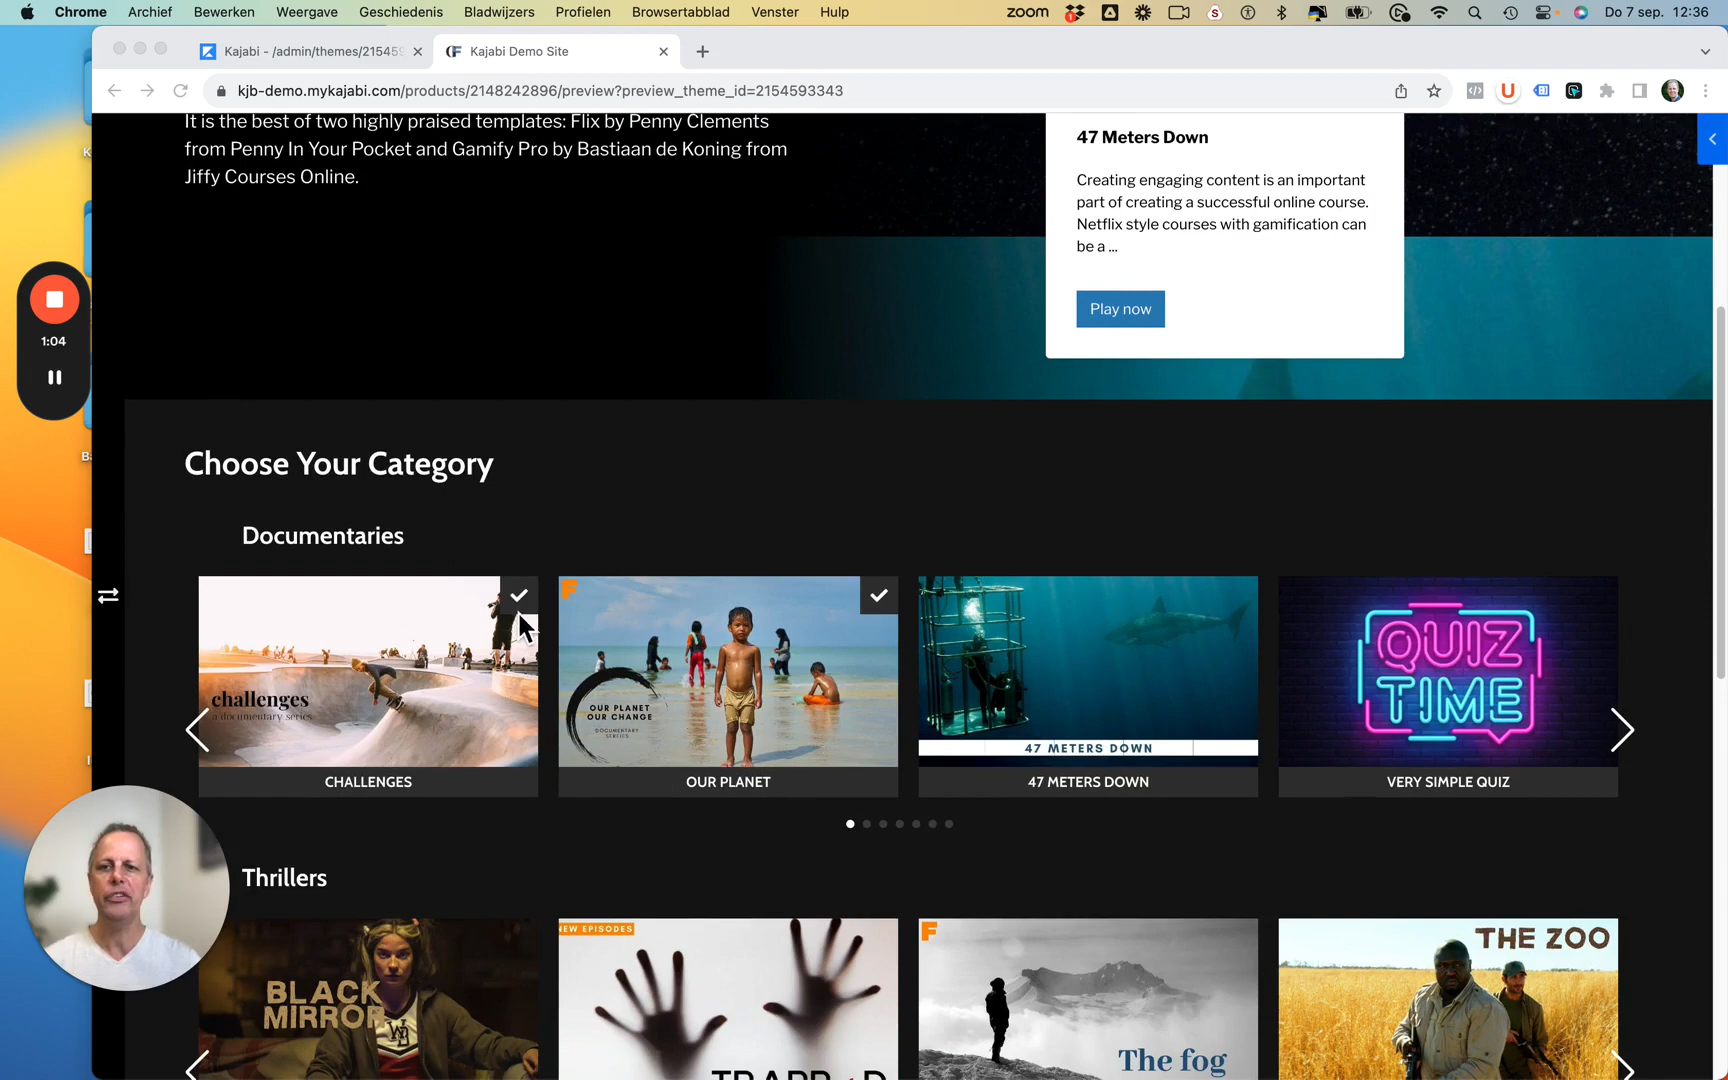 Chrome Archief Bewerken Weergave Geschiedenis Bladwijzers Profielen Browsertabblad Venster Hulp zoom 1 S Do 7 sep. 12:36
Kajabi - /admin/themes/215459
Kajabi Demo Site
kjb-demo.mykajabi.com/products/2148242896/preview?preview_theme_id=2154593343
It is the best of two highly praised templates: Flix by Penny Clements
from Penny In Your Pocket and Gamify Pro by Bastiaan de Koning from
Jiffy Courses Online.
47 Meters Down
Creating engaging content is an important
part of creating a successful online course.
Netflix style courses with gamification can
be a ...
Play now
1:04
Choose Your Category
Documentaries
challenges
a documentary series
CHALLENGES
F
OUR PLANET
OUR CHANGE
DOCUMENTARY
SERIES
OUR PLANET
47 METERS DOWN
47 METERS DOWN
QUIZ
TIME
VERY SIMPLE QUIZ
Thrillers
BLACK
MIRROR
NEW EPISODES
F
The fog
THE ZOO